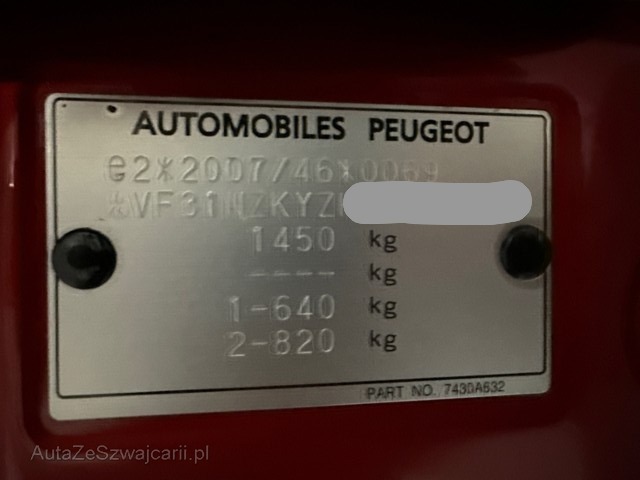 AUTOMOBILES PEUGEOT
e2*2007/46*0069
*VF31NZKYZ
1450 kg
---- kg
1-640 kg
2-820 kg
PART NO. 7430A632
AutaZeSzwajcarii.pl